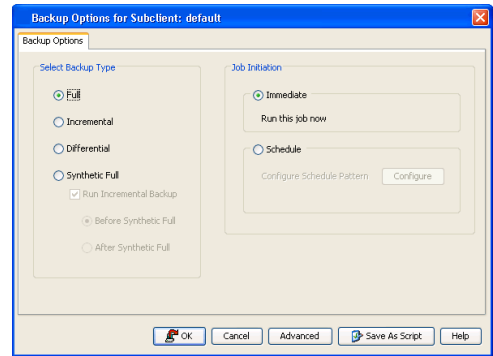 Backup Options for Subclient: default
Backup Options
Select Backup Type
Full
Incremental
Differential
Synthetic Full
Run Incremental Backup
Before Synthetic Full
After Synthetic Full
Job Initiation
Immediate
Run this job now
Schedule
Configure Schedule Pattern
Configure
OK
Cancel
Advanced
Save As Script
Help